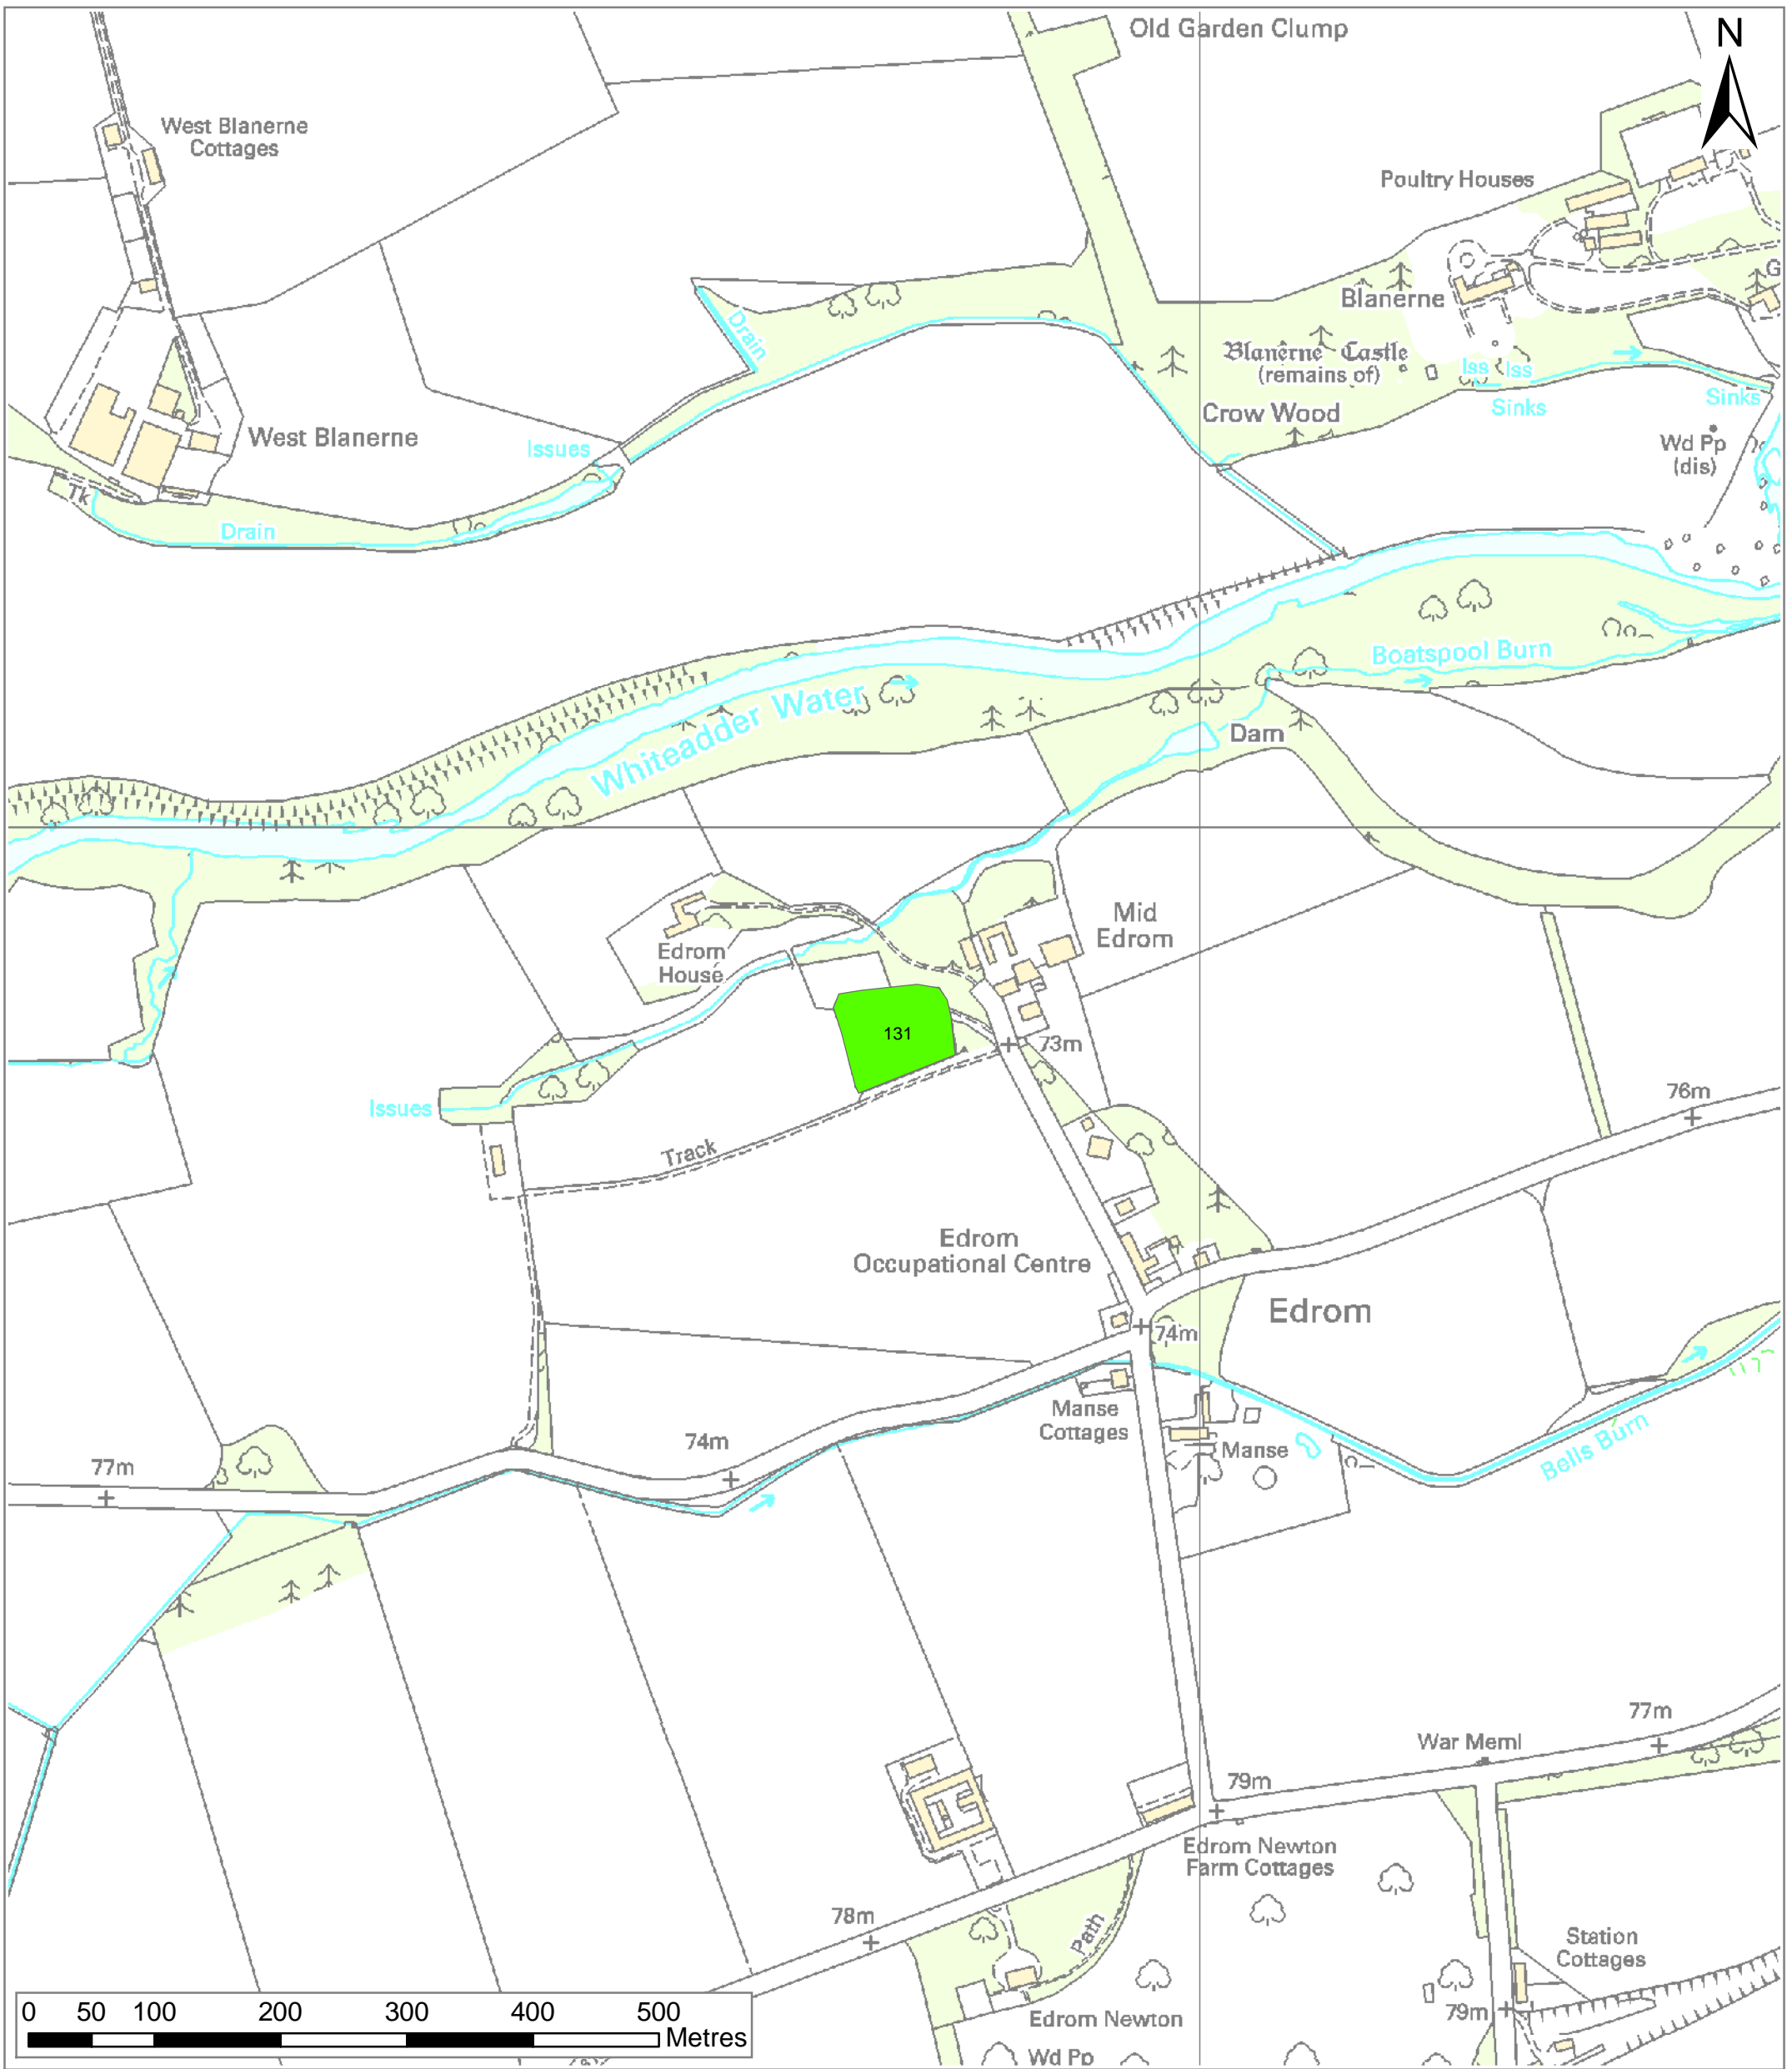 Old Garden Clump
N
West Blanerne
Cottages
Poultry Houses
G
Blanerne
Drain
Blanerne Castle
(remains of)
Iss
Iss
Sinks
Sinks
Crow Wood
West Blanerne
Issues
Wd Pp
(dis)
Tk
Drain
Boatspool Burn
Whiteadder Water
Dam
Mid
Edrom
Edrom
House
131
73m
Issues
76m
Track
Edrom
Occupational Centre
Edrom
74m
Manse
Cottages
74m
Manse
Bells Burn
77m
77m
War Meml
79m
Edrom Newton
Farm Cottages
78m
Path
Station
Cottages
79m
Edrom Newton
Wd Pp
0 50 100 200 300 400 500
Metres